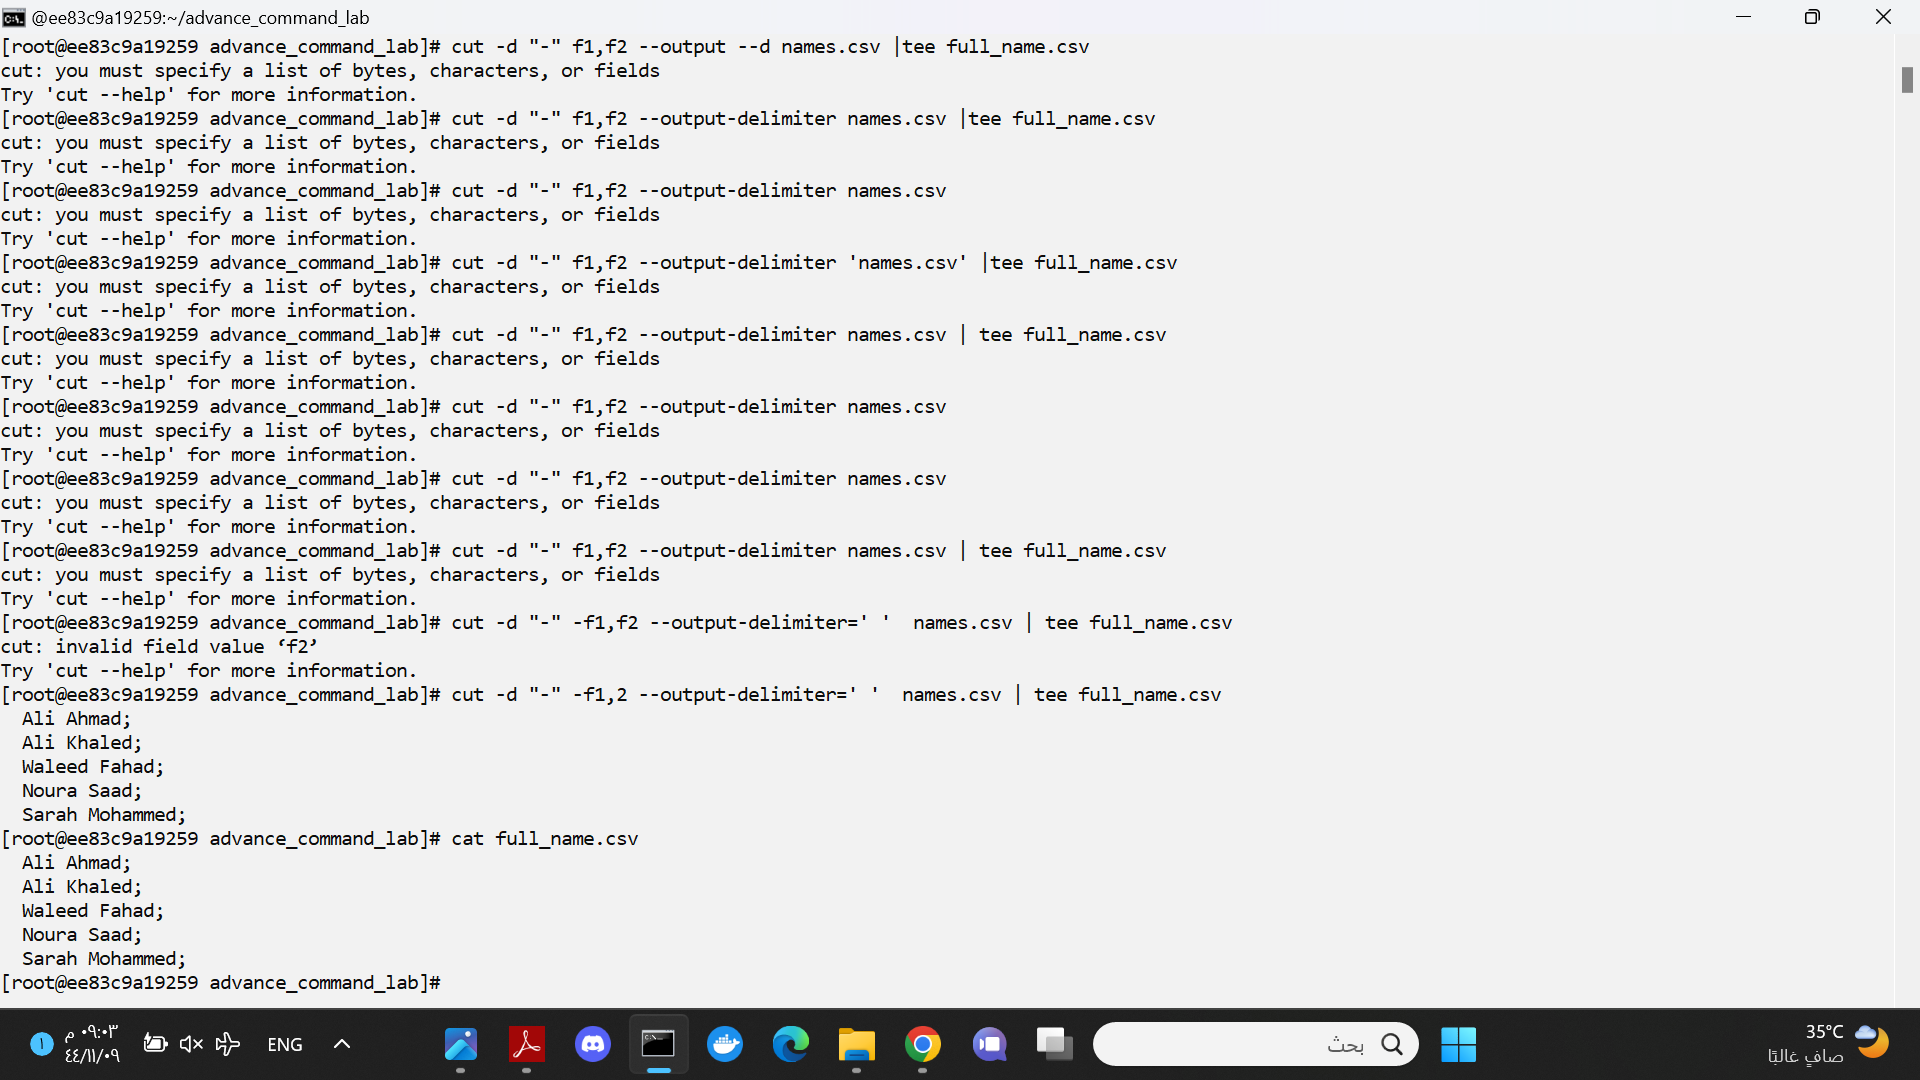 @ee83c9a19259:~/advance_command_lab
[root@ee83c9a19259 advance_command_lab]# cut -d "-" f1,f2 --output --d names.csv |tee full_name.csv
cut: you must specify a list of bytes, characters, or fields
Try 'cut --help' for more information.
[root@ee83c9a19259 advance_command_lab]# cut -d "-" f1,f2 --output-delimiter names.csv |tee full_name.csv
cut: you must specify a list of bytes, characters, or fields
Try 'cut --help' for more information.
[root@ee83c9a19259 advance_command_lab]# cut -d "-" f1,f2 --output-delimiter names.csv
cut: you must specify a list of bytes, characters, or fields
Try 'cut --help' for more information.
[root@ee83c9a19259 advance_command_lab]# cut -d "-" f1,f2 --output-delimiter 'names.csv' |tee full_name.csv
cut: you must specify a list of bytes, characters, or fields
Try 'cut --help' for more information.
[root@ee83c9a19259 advance_command_lab]# cut -d "-" f1,f2 --output-delimiter names.csv | tee full_name.csv
cut: you must specify a list of bytes, characters, or fields
Try 'cut --help' for more information.
[root@ee83c9a19259 advance_command_lab]# cut -d "-" f1,f2 --output-delimiter names.csv
cut: you must specify a list of bytes, characters, or fields
Try 'cut --help' for more information.
[root@ee83c9a19259 advance_command_lab]# cut -d "-" f1,f2 --output-delimiter names.csv
cut: you must specify a list of bytes, characters, or fields
Try 'cut --help' for more information.
[root@ee83c9a19259 advance_command_lab]# cut -d "-" f1,f2 --output-delimiter names.csv | tee full_name.csv
cut: you must specify a list of bytes, characters, or fields
Try 'cut --help' for more information.
[root@ee83c9a19259 advance_command_lab]# cut -d "-" -f1,f2 --output-delimiter=' '  names.csv | tee full_name.csv
cut: invalid field value ‘f2’
Try 'cut --help' for more information.
[root@ee83c9a19259 advance_command_lab]# cut -d "-" -f1,2 --output-delimiter=' '  names.csv | tee full_name.csv
  Ali Ahmad;
  Ali Khaled;
  Waleed Fahad;
  Noura Saad;
  Sarah Mohammed;
[root@ee83c9a19259 advance_command_lab]# cat full_name.csv
  Ali Ahmad;
  Ali Khaled;
  Waleed Fahad;
  Noura Saad;
  Sarah Mohammed;
[root@ee83c9a19259 advance_command_lab]#
١
٠٩:٠٣ م
٤٤/١١/٠٩
ENG
بحث
35°C
صافٍ غالبًا